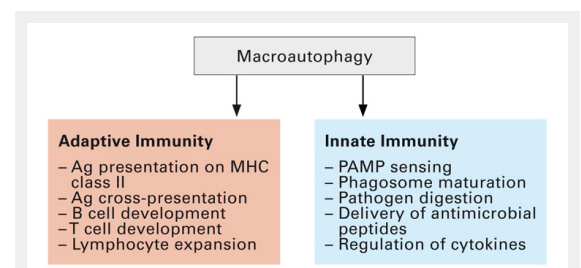 Macroautophagy
Adaptive Immunity
– Ag presentation on MHC
class II
– Ag cross-presentation
– B cell development
–T cell development
– Lymphocyte expansion
Innate Immunity
– PAMP sensing
– Phagosome maturation
– Pathogen digestion
– Delivery of antimicrobial
peptides
– Regulation of cytokines